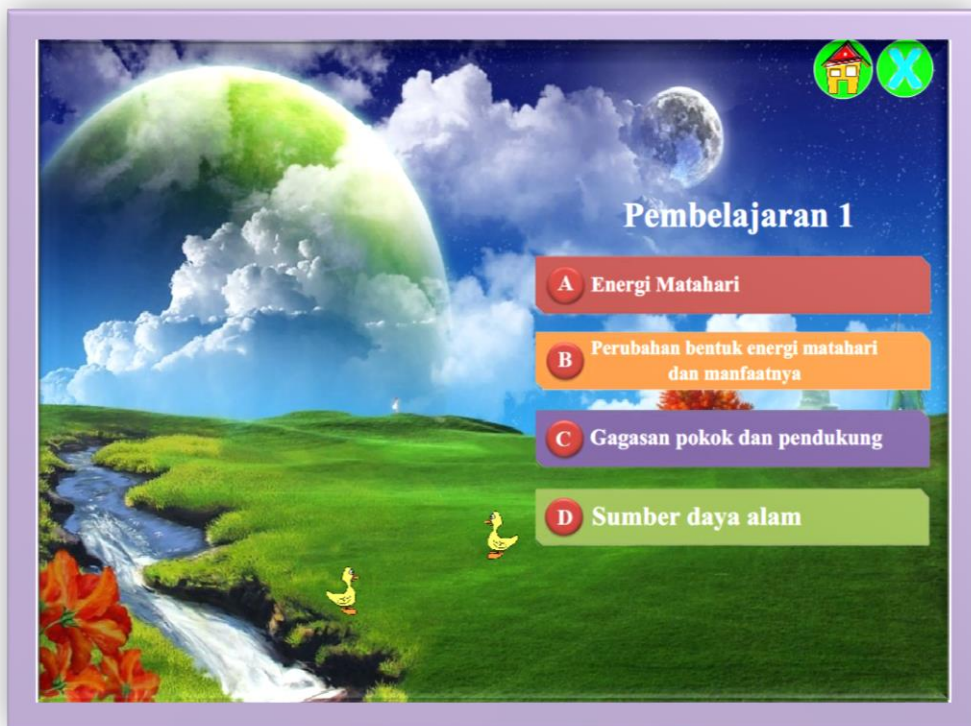 Pembelajaran 1
A Energi Matahari
B Perubahan bentuk energi matahari
dan manfaatnya
C Gagasan pokok dan pendukung
D Sumber daya alam